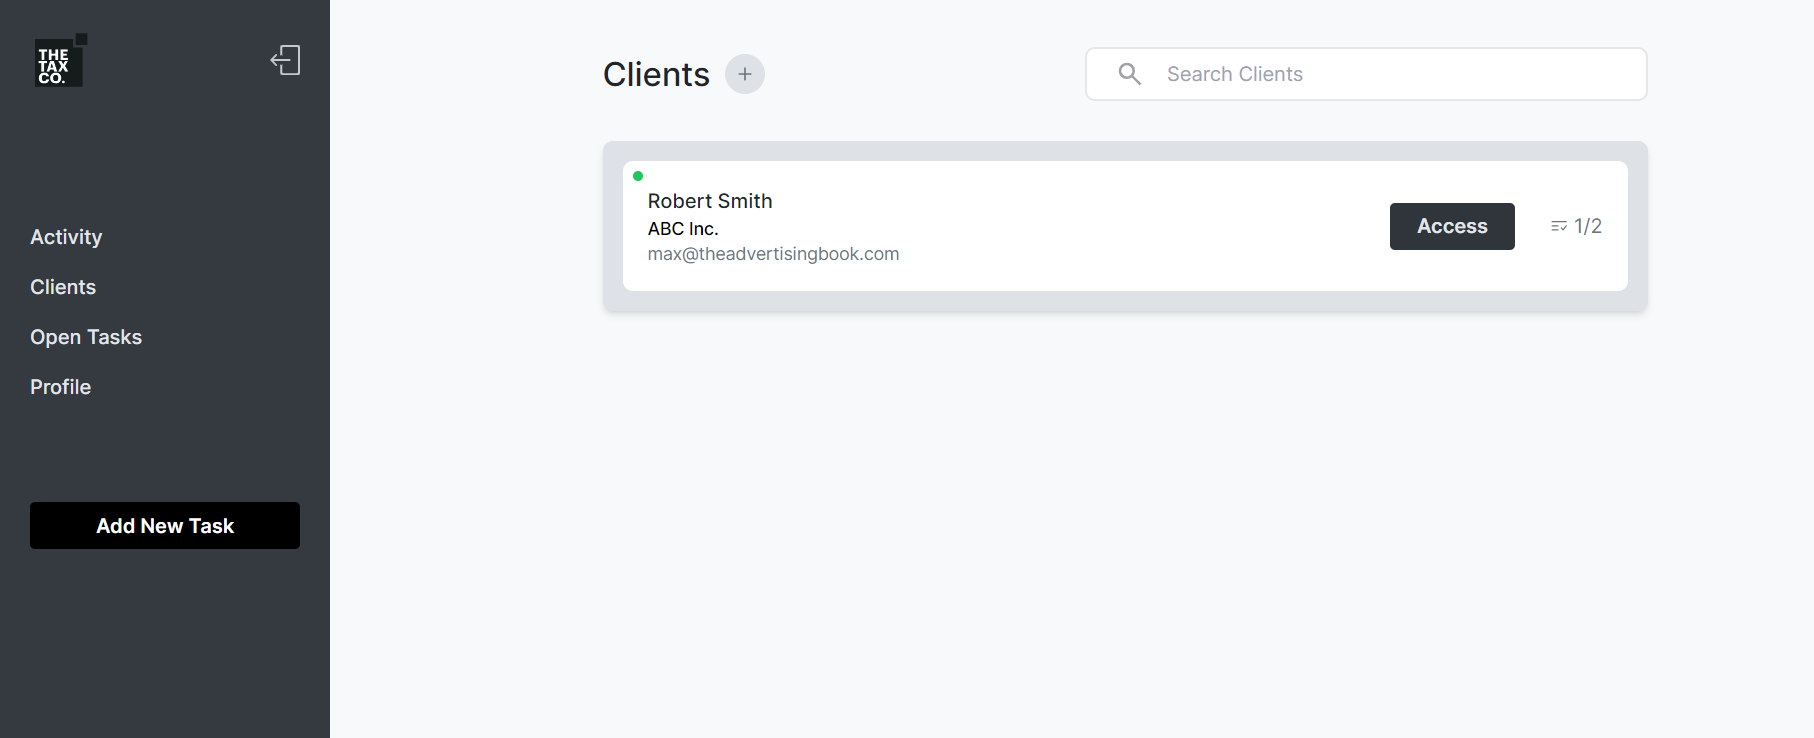 THE
TAX
CO.
Activity
Clients
Open Tasks
Profile
Add New Task
Clients
Search Clients
Robert Smith
ABC Inc.
max@theadvertisingbook.com
Access
1/2